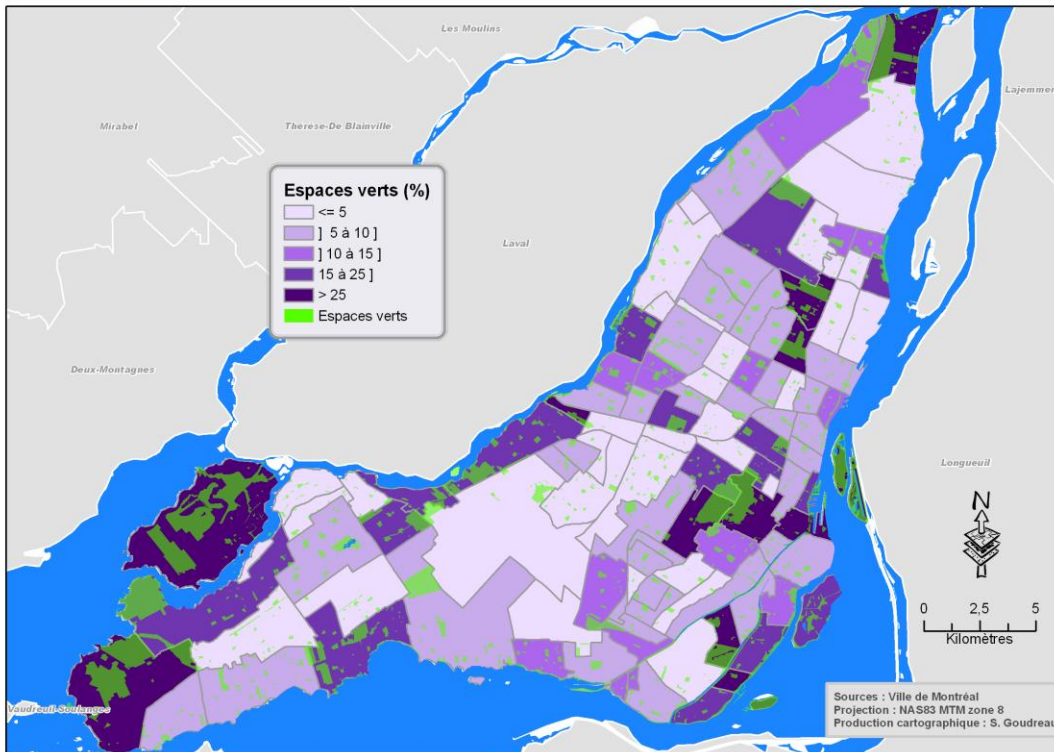 Les Moulins
Lajemmer
Mirabel
Thérèse-De Blainville
Espaces verts (%)
<= 5
] 5 à 10 ]
] 10 à 15 ]
15 à 25 ]
> 25
Espaces verts
Laval
Deux-Montagnes
Longueuil
N
0 2,5 5
Kilomètres
Vaudreuil-Soulanges
Sources : Ville de Montréal
Projection : NAS83 MTM zone 8
Production cartographique : S. Goudreau